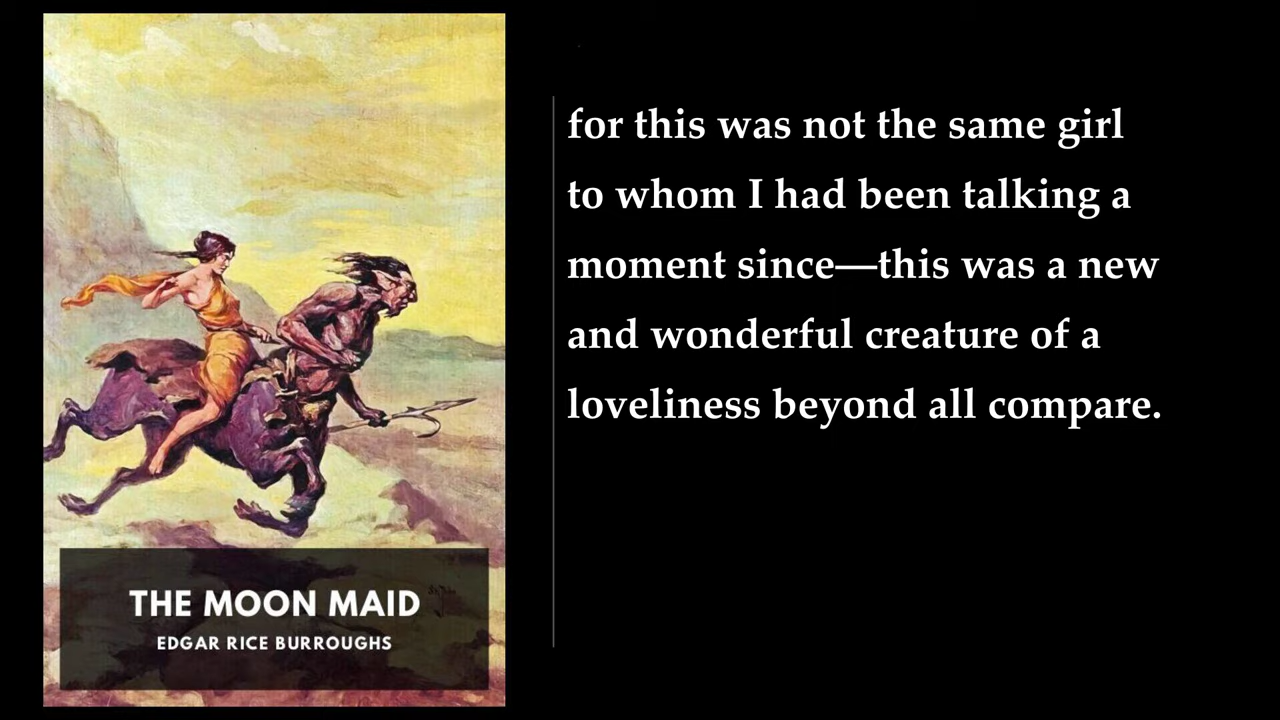 for this was not the same girl
to whom I had been talking a
moment since—this was a new
and wonderful creature of a
loveliness beyond all compare.
THE MOON MAID
EDGAR RICE BURROUGHS